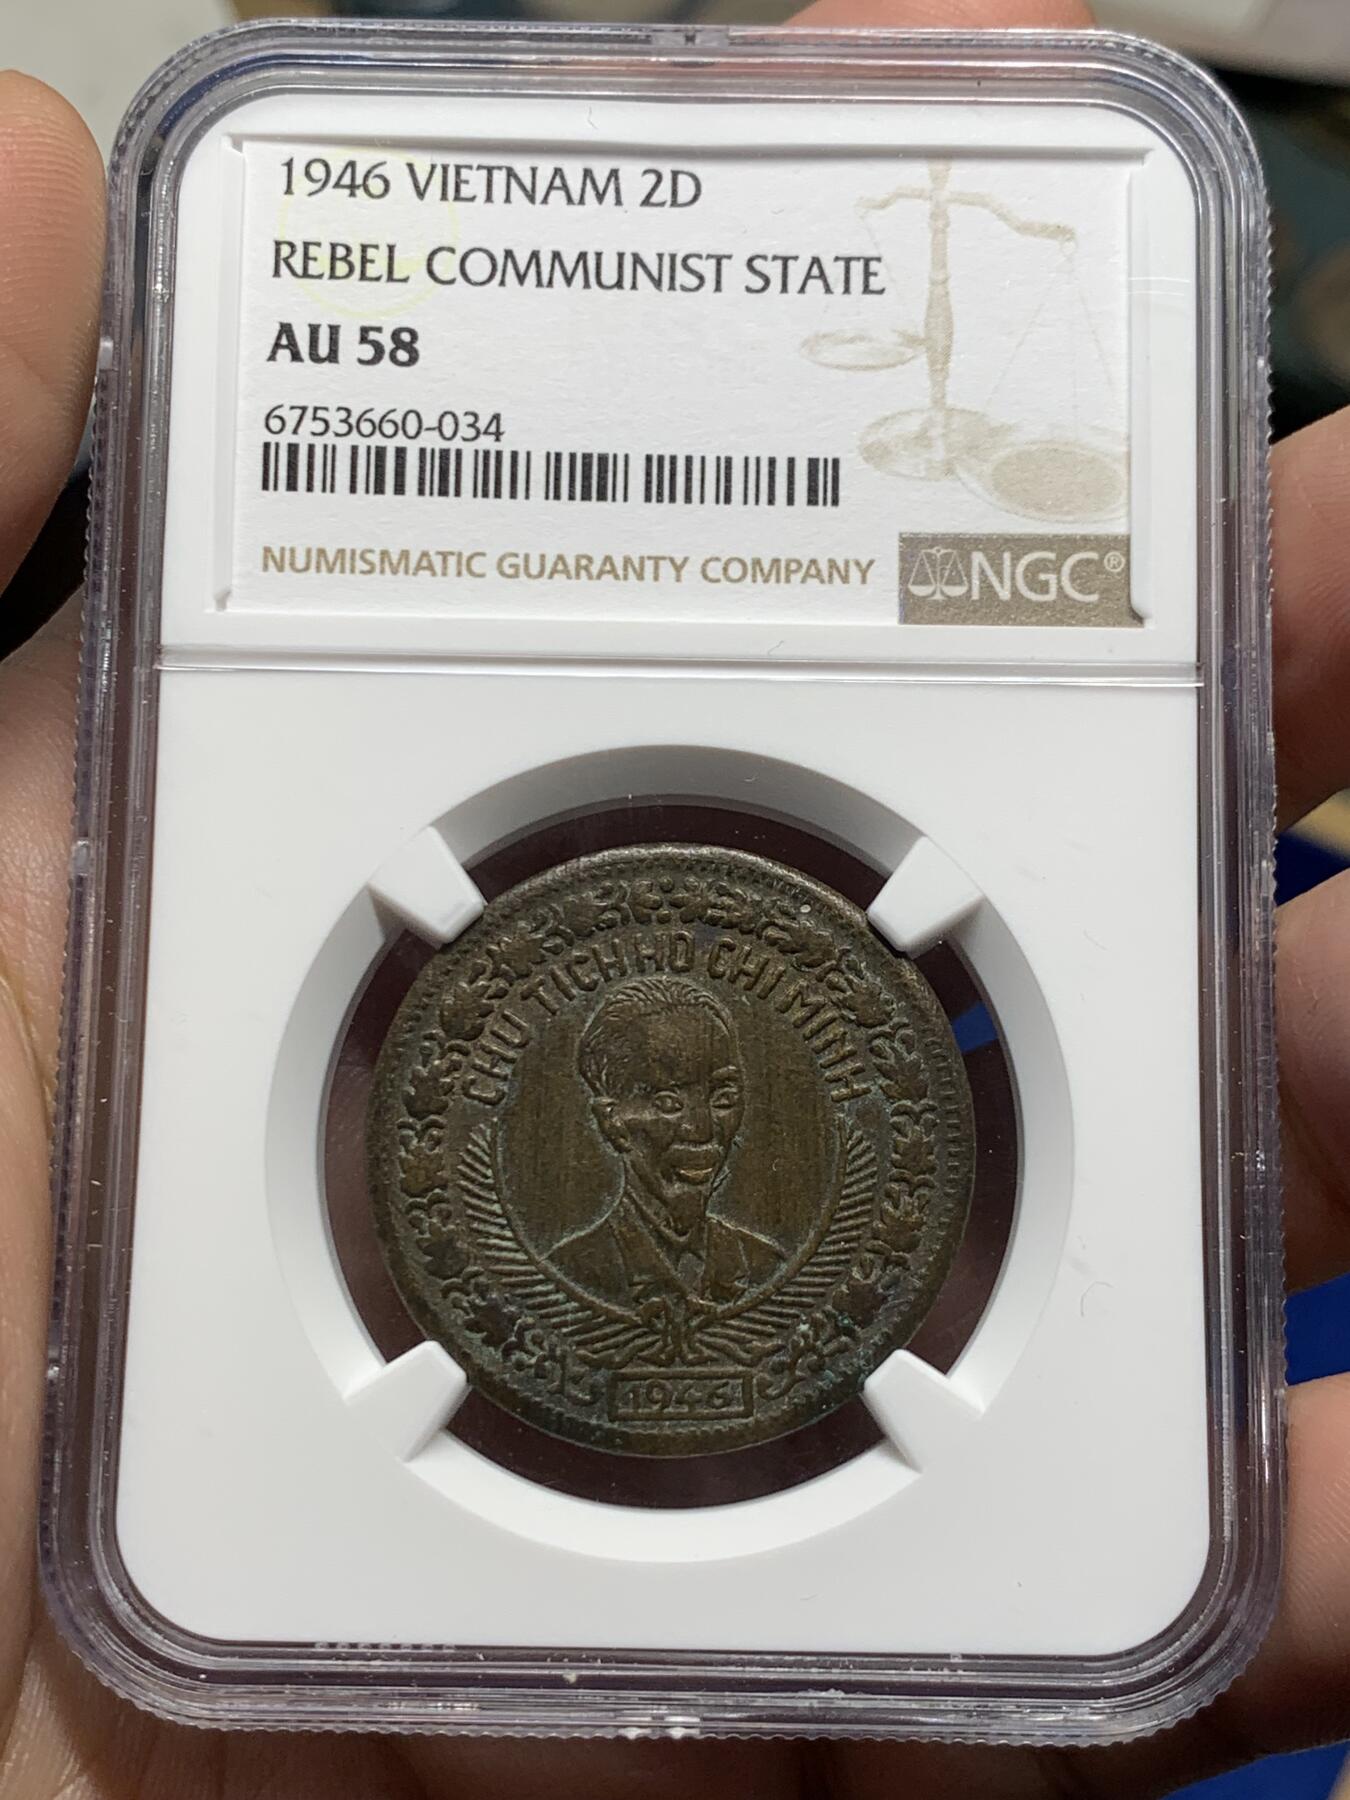 1946 VIETNAM 2D
REBEL COMMUNIST STATE
AU 58
6753660-034
NUMISMATIC GUARANTY COMPANY
NGC®
CHU TICH HO CHI MINH
1946